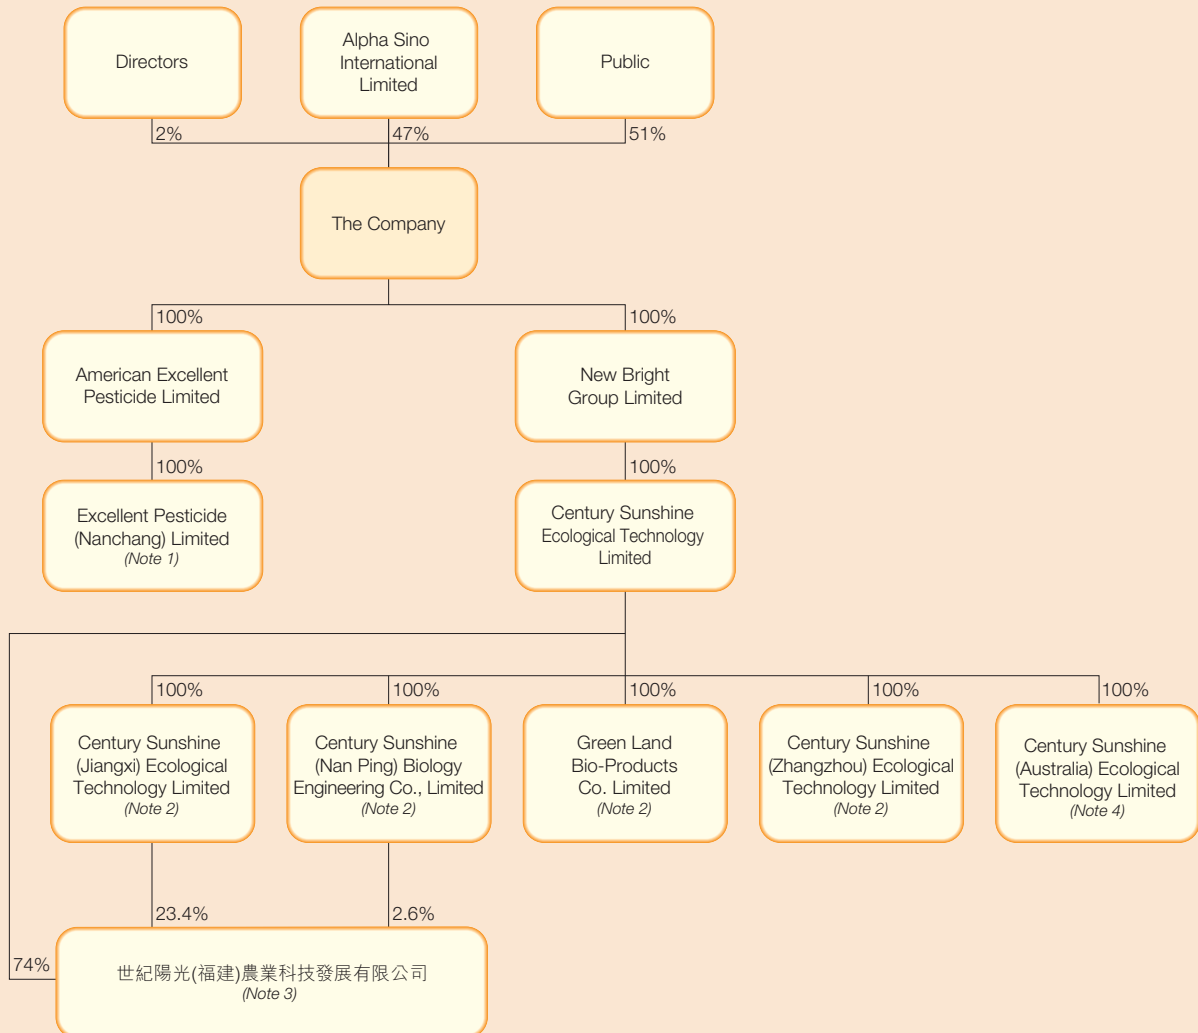 Directors
Alpha Sino
International
Limited
Public
2%
47%
51%
The Company
100%
100%
American Excellent
Pesticide Limited
New Bright
Group Limited
100%
100%
Excellent Pesticide
(Nanchang) Limited
(Note 1)
Century Sunshine
Ecological Technology
Limited
100%
100%
100%
100%
100%
Century Sunshine
(Jiangxi) Ecological
Technology Limited
(Note 2)
Century Sunshine
(Nan Ping) Biology
Engineering Co., Limited
(Note 2)
Green Land
Bio-Products
Co. Limited
(Note 2)
Century Sunshine
(Zhangzhou) Ecological
Technology Limited
(Note 2)
Century Sunshine
(Australia) Ecological
Technology Limited
(Note 4)
23.4%
2.6%
74%
世紀陽光(福建)農業科技發展有限公司
(Note 3)